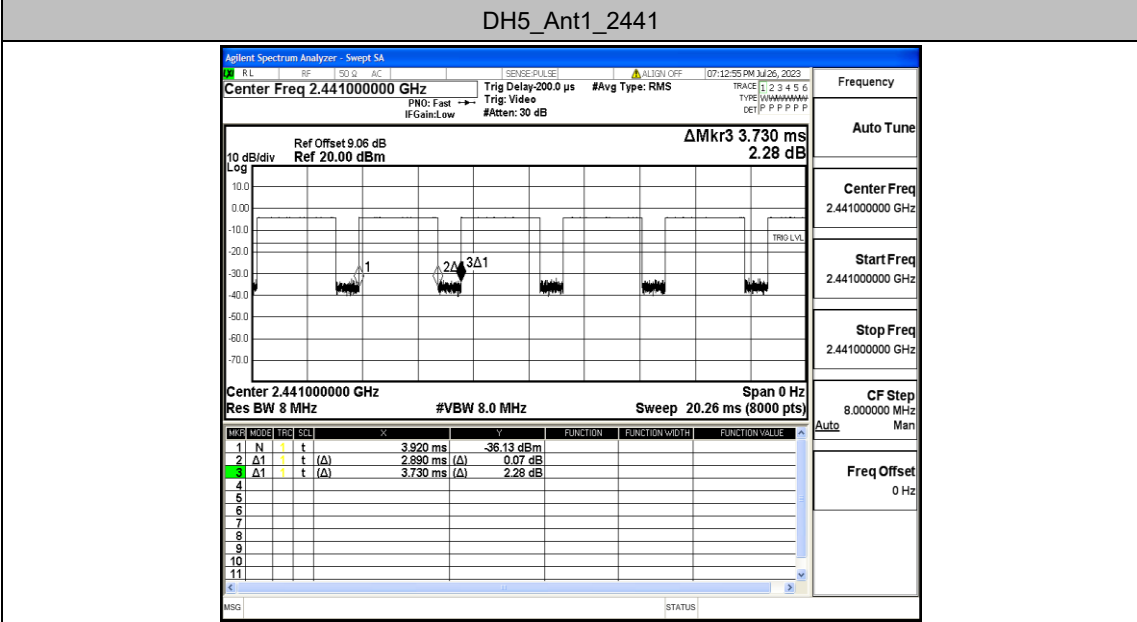 DH5_Ant1_2441
Agilent Spectrum Analyzer - Swept SA
RL RF 50 Ω AC SENSE:PULSE ALIGN OFF 07:12:55 PM Jul 26, 2023
Center Freq 2.441000000 GHz
PNO: Fast
IFGain:Low
Trig Delay-200.0 µs
Trig: Video
#Atten: 30 dB
#Avg Type: RMS
TRACE 1 2 3 4 5 6
TYPE
DET P P P P P P
Frequency
Auto Tune
Center Freq
2.441000000 GHz
Start Freq
2.441000000 GHz
Stop Freq
2.441000000 GHz
CF Step
8.000000 MHz
Auto Man
Freq Offset
0 Hz
ΔMkr3 3.730 ms
2.28 dB
Ref Offset 9.06 dB
10 dB/div Ref 20.00 dBm
Log
10.0
0.00
-10.0
-20.0
-30.0
-40.0
-50.0
-60.0
-70.0
TRIG LVL
1
3Δ1
Center 2.441000000 GHz Span 0 Hz
Res BW 8 MHz #VBW 8.0 MHz Sweep 20.26 ms (8000 pts)
MKR MODE TRC SCL X Y FUNCTION FUNCTION WIDTH FUNCTION VALUE
1 N 1 t 3.920 ms -36.13 dBm
2 Δ1 1 t (Δ) 2.890 ms (Δ) 0.07 dB
3 Δ1 1 t (Δ) 3.730 ms (Δ) 2.28 dB
4
5
6
7
8
9
10
11
MSG STATUS